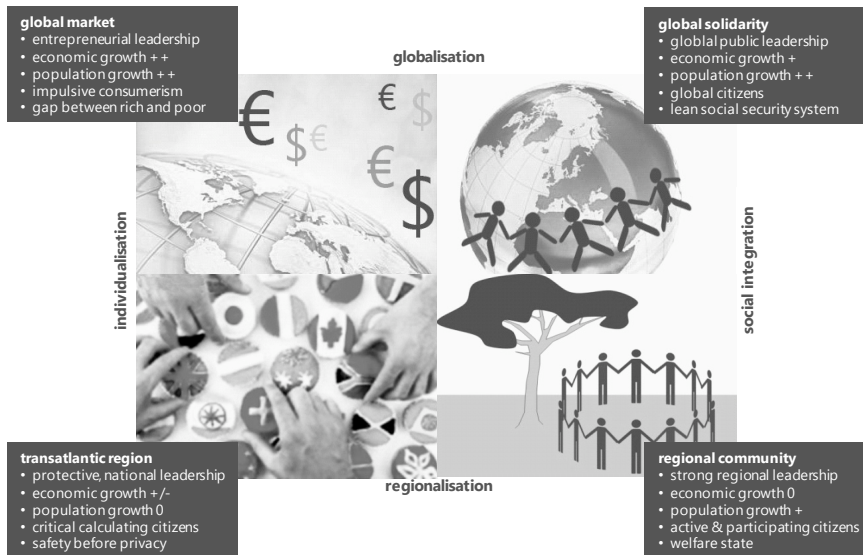 global market
• entrepreneurial leadership
• economic growth + +
• population growth + +
• impulsive consumerism
• gap between rich and poor
globalisation
global solidarity
• globlal public leadership
• economic growth +
• population growth + +
• global citizens
• lean social security system
€
$
€
€
$
€
$
individualisation
social integration
transatlantic region
• protective, national leadership
• economic growth +/-
• population growth 0
• critical calculating citizens
• safety before privacy
regionalisation
regional community
• strong regional leadership
• economic growth 0
• population growth +
• active & participating citizens
• welfare state